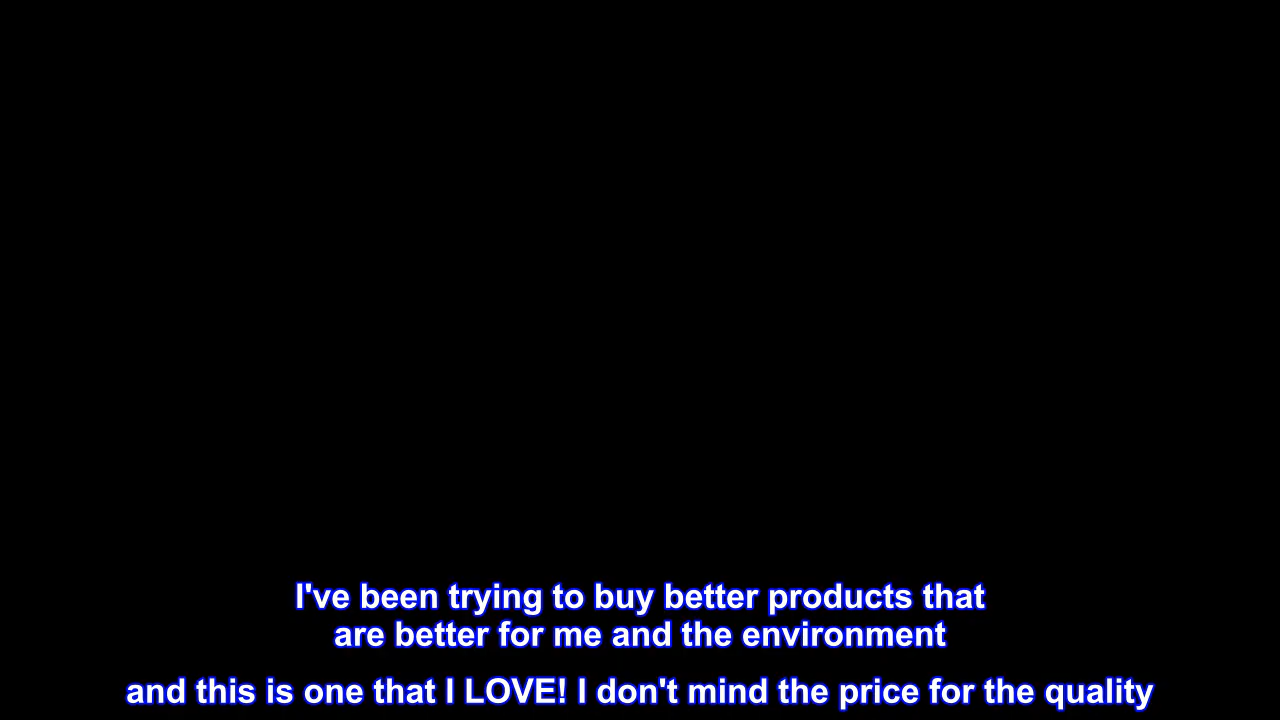 I've been trying to buy better products that
are better for me and the environment
and this is one that I LOVE! I don't mind the price for the quality